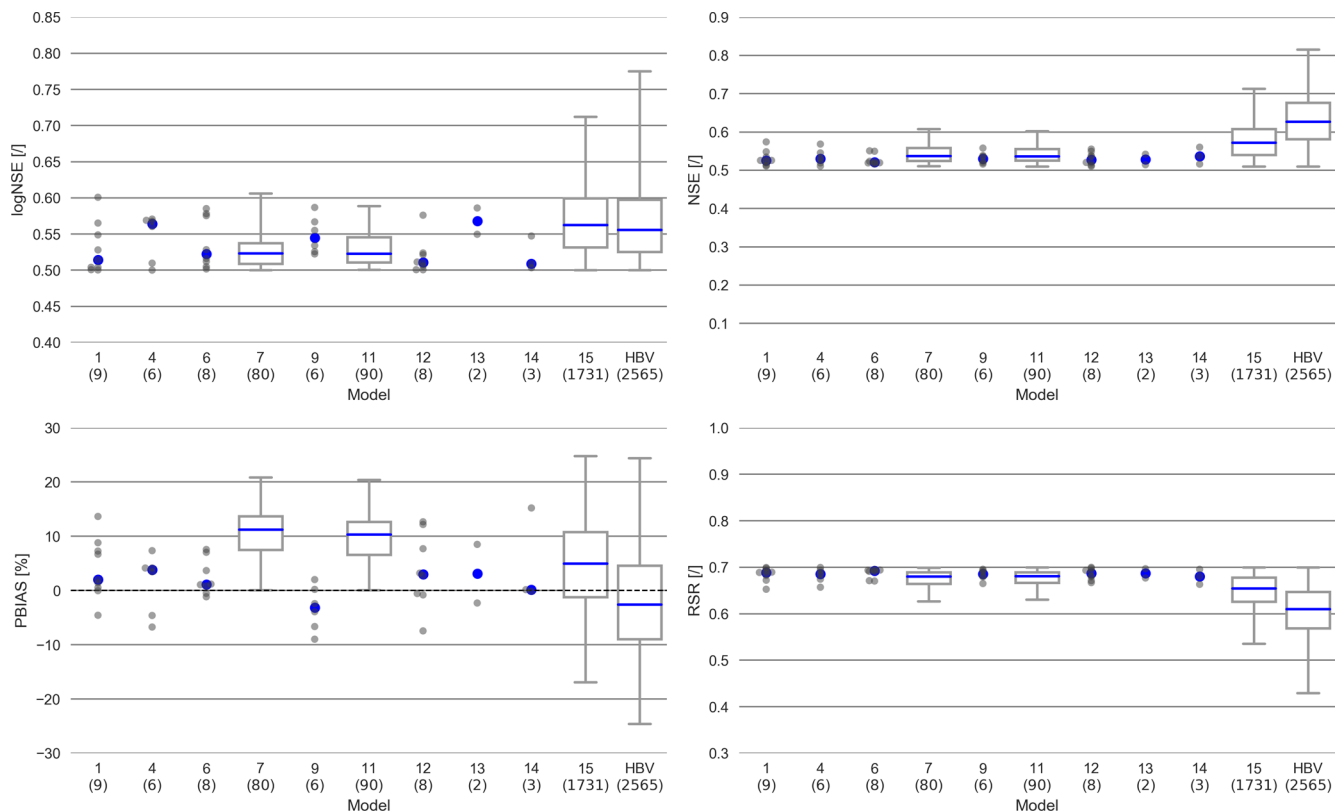 0.85
0.80
0.75
0.70
0.65
0.60
0.55
0.50
0.45
0.40
logNSE [/]
1 4 6 7 9 11 12 13 14 15 HBV
(9) (6) (8) (80) (6) (90) (8) (2) (3) (1731) (2565)
Model
0.9
0.8
0.7
0.6
0.5
0.4
0.3
0.2
0.1
NSE [/]
1 4 6 7 9 11 12 13 14 15 HBV
(9) (6) (8) (80) (6) (90) (8) (2) (3) (1731) (2565)
Model
30
20
10
0
−10
−20
−30
PBIAS [%]
1 4 6 7 9 11 12 13 14 15 HBV
(9) (6) (8) (80) (6) (90) (8) (2) (3) (1731) (2565)
Model
1.0
0.9
0.8
0.7
0.6
0.5
0.4
0.3
RSR [/]
1 4 6 7 9 11 12 13 14 15 HBV
(9) (6) (8) (80) (6) (90) (8) (2) (3) (1731) (2565)
Model